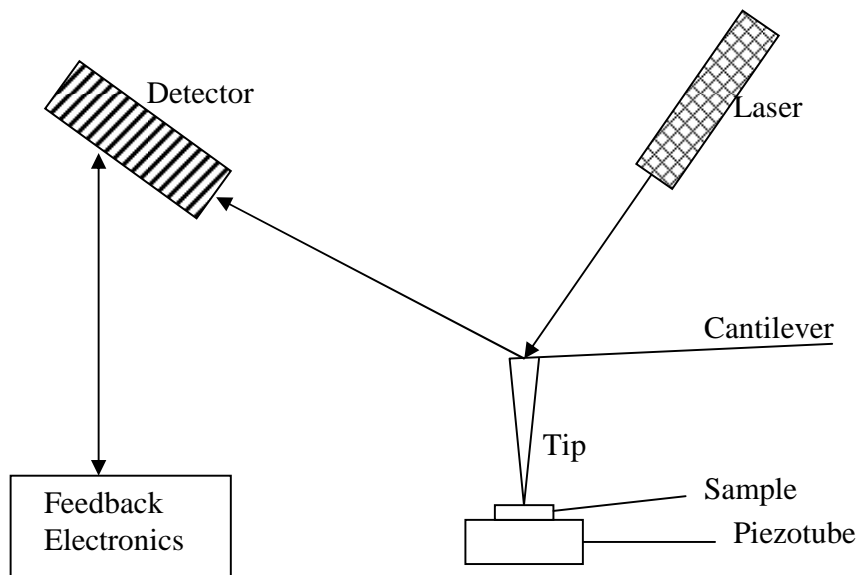 Detector
Laser
Cantilever
Tip
Sample
Feedback
Electronics
Piezotube